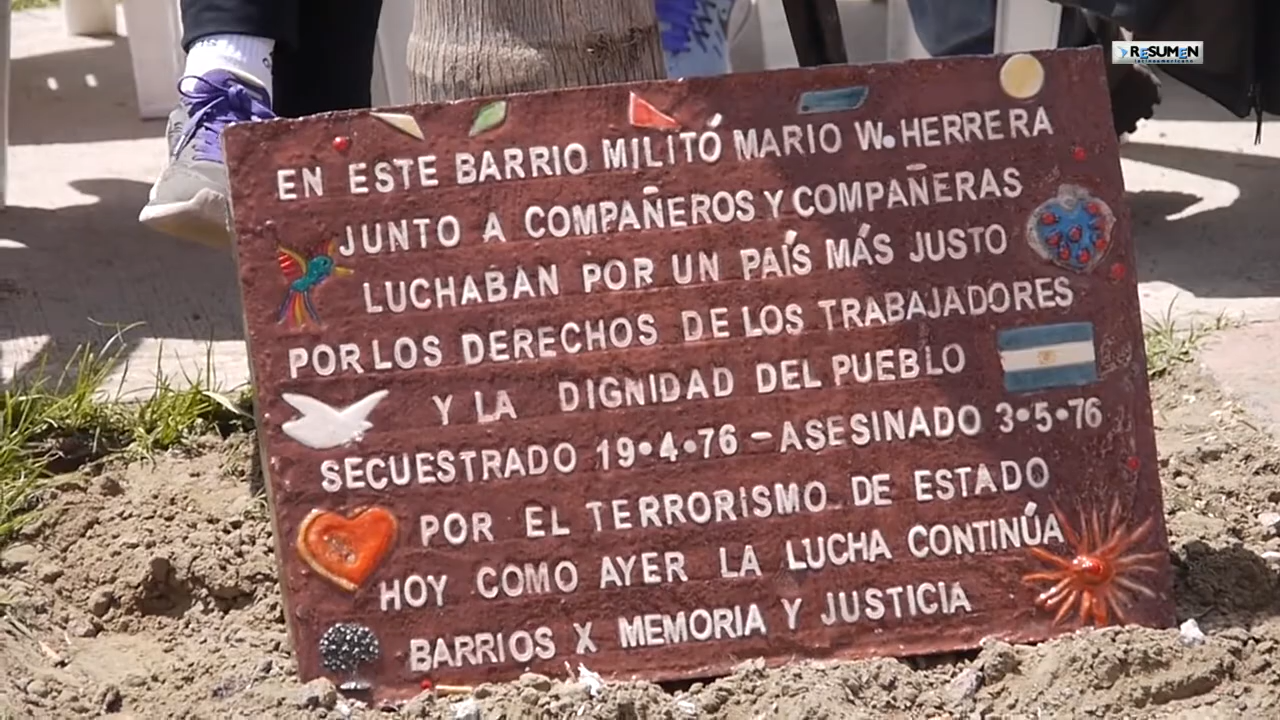 RESUMEN
latinoamericano
EN ESTE BARRIO MILITÓ MARIO W. HERRERA
JUNTO A COMPAÑEROS Y COMPAÑERAS
LUCHABAN POR UN PAÍS MÁS JUSTO
POR LOS DERECHOS DE LOS TRABAJADORES
Y LA DIGNIDAD DEL PUEBLO
SECUESTRADO 19•4•76 - ASESINADO 3•5•76
POR EL TERRORISMO DE ESTADO
HOY COMO AYER LA LUCHA CONTINÚA
BARRIOS X MEMORIA Y JUSTICIA